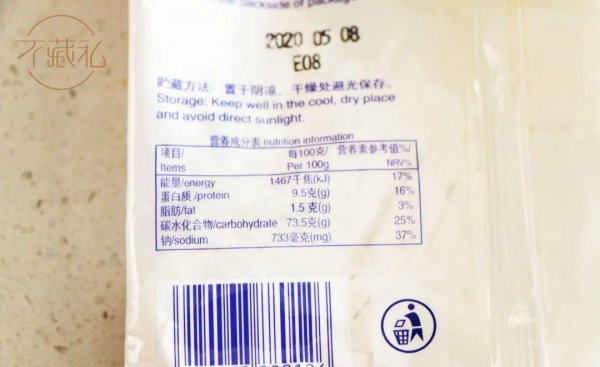 the backside of
不藏私
2020 05 08
E08
贮藏方法：置于阴凉、干燥处避光保存。
Storage: Keep well in the cool, dry place
and avoid direct sunlight.
营养成分表 nutrition information
项目/ 每100克/ 营养素参考值%/
Items Per 100g NRV%
能量/energy 1467千焦(kJ) 17%
蛋白质/protein 9.5克(g) 16%
脂肪/fat 1.5 克(g) 3%
碳水化合物/carbohydrate 73.5克(g) 25%
钠/sodium 733毫克(mg) 37%